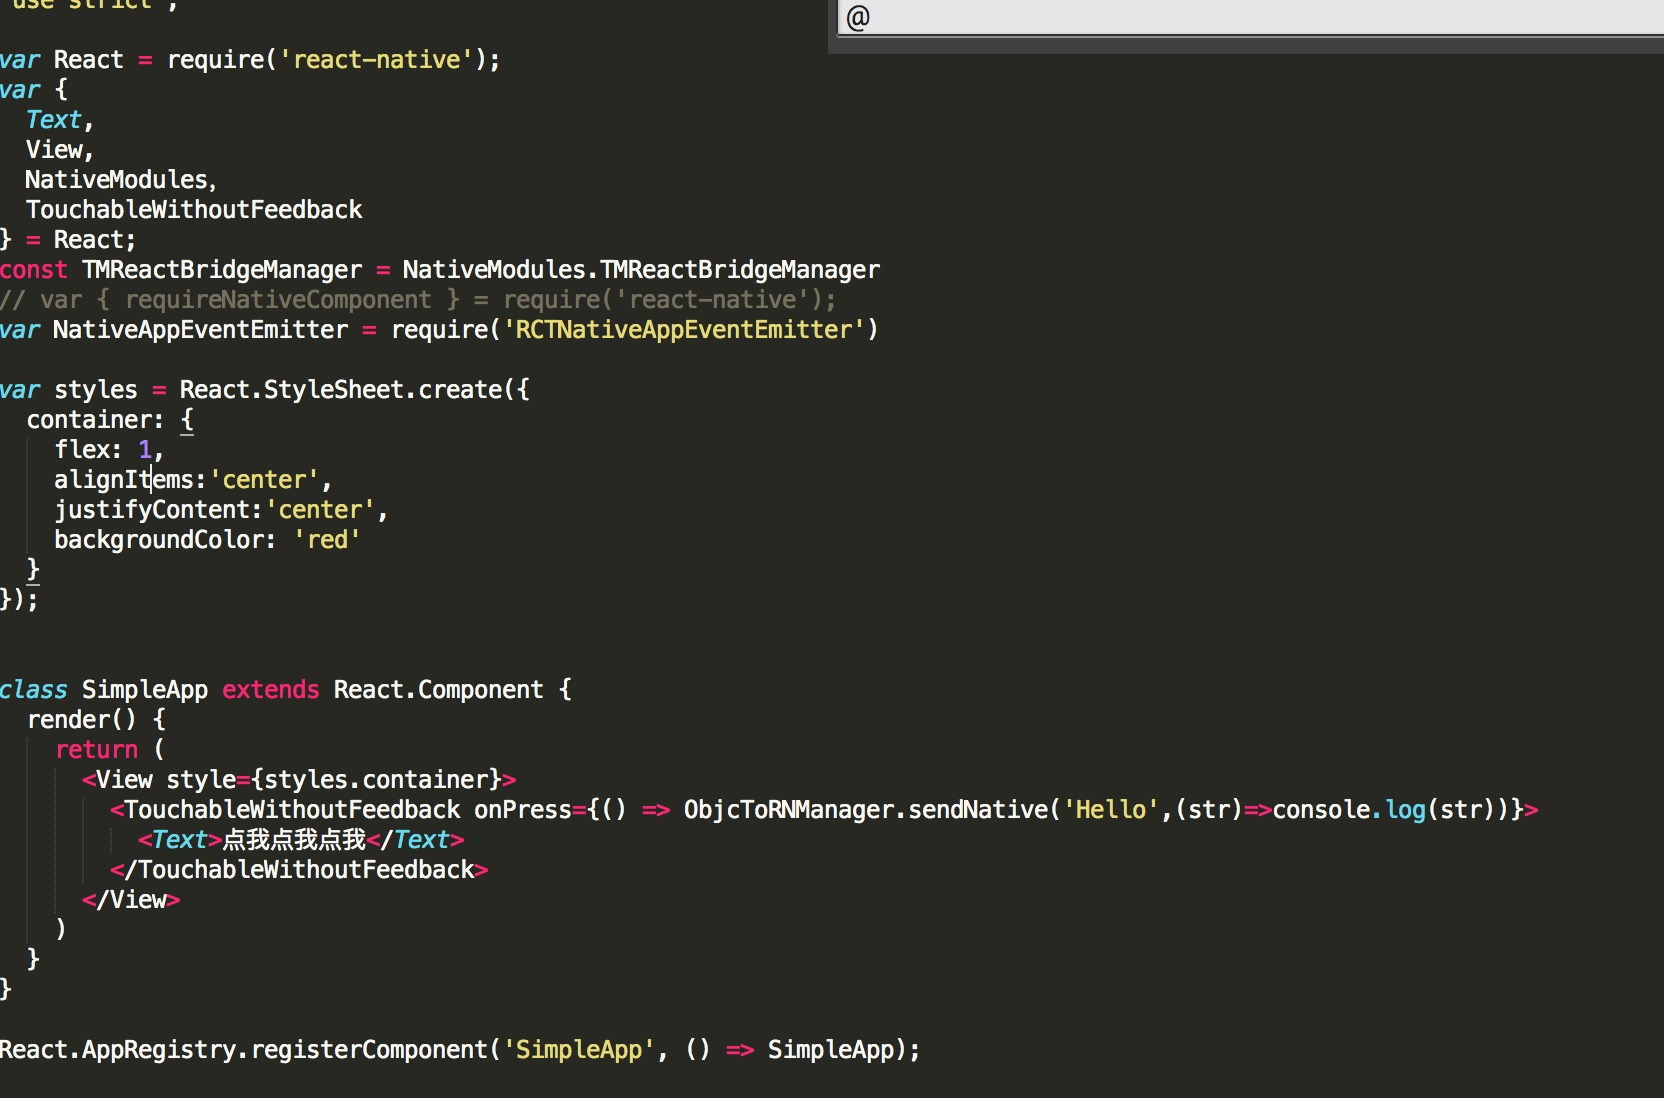 'use strict';
@
var React = require('react-native');
var {
  Text,
  View,
  NativeModules,
  TouchableWithoutFeedback
} = React;
const TMReactBridgeManager = NativeModules.TMReactBridgeManager
// var { requireNativeComponent } = require('react-native');
var NativeAppEventEmitter = require('RCTNativeAppEventEmitter')
var styles = React.StyleSheet.create({
  container: {
    flex: 1,
    alignItems:'center',
    justifyContent:'center',
    backgroundColor: 'red'
  }
});
class SimpleApp extends React.Component {
  render() {
    return (
      <View style={styles.container}>
        <TouchableWithoutFeedback onPress={() => ObjcToRNManager.sendNative('Hello',(str)=>console.log(str))}>
          <Text>点我点我点我</Text>
        </TouchableWithoutFeedback>
      </View>
    )
  }
}
React.AppRegistry.registerComponent('SimpleApp', () => SimpleApp);